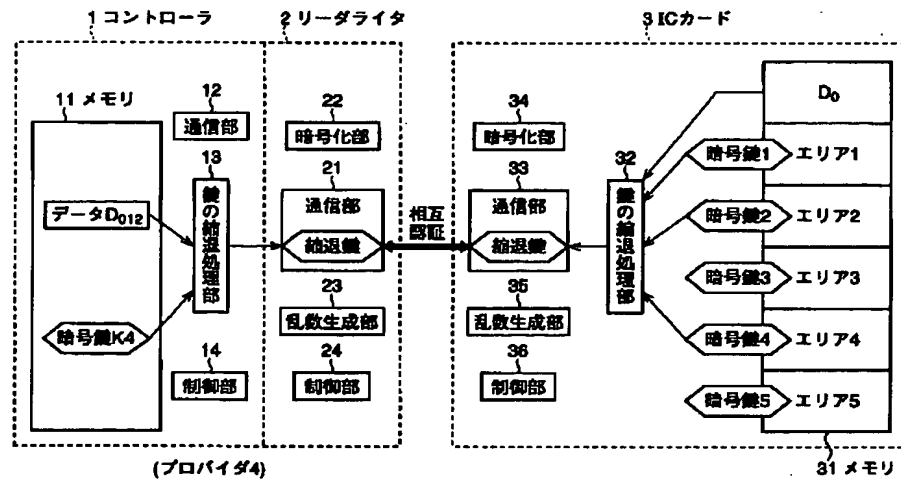 1 コントローラ
2 リーダライタ
3 ICカード
11 メモリ
12
通信部
13
鍵の縮退処理部
データD012
暗号鍵K4
14
制御部
22
暗号化部
21
通信部
縮退鍵
23
乱数生成部
24
制御部
相互
認証
34
暗号化部
33
通信部
縮退鍵
35
乱数生成部
36
制御部
32
鍵の縮退処理部
D0
暗号鍵1 エリア1
暗号鍵2 エリア2
暗号鍵3 エリア3
暗号鍵4 エリア4
暗号鍵5 エリア5
31 メモリ
(プロバイダ4)